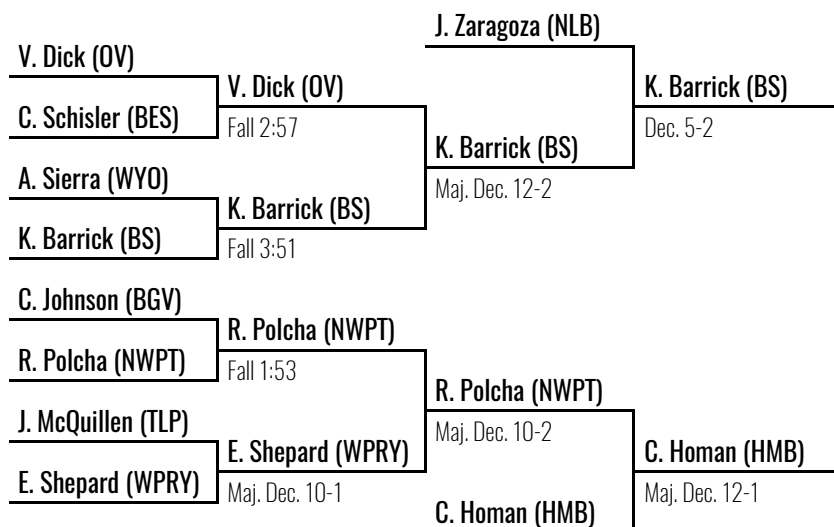 V. Dick (OV)
C. Schisler (BES)
A. Sierra (WYO)
K. Barrick (BS)
C. Johnson (BGV)
R. Polcha (NWPT)
J. McQuillen (TLP)
E. Shepard (WPRY)
V. Dick (OV)
Fall 2:57
K. Barrick (BS)
Fall 3:51
R. Polcha (NWPT)
Fall 1:53
E. Shepard (WPRY)
Maj. Dec. 10-1
J. Zaragoza (NLB)
K. Barrick (BS)
Maj. Dec. 12-2
R. Polcha (NWPT)
Maj. Dec. 10-2
C. Homan (HMB)
K. Barrick (BS)
Dec. 5-2
C. Homan (HMB)
Maj. Dec. 12-1